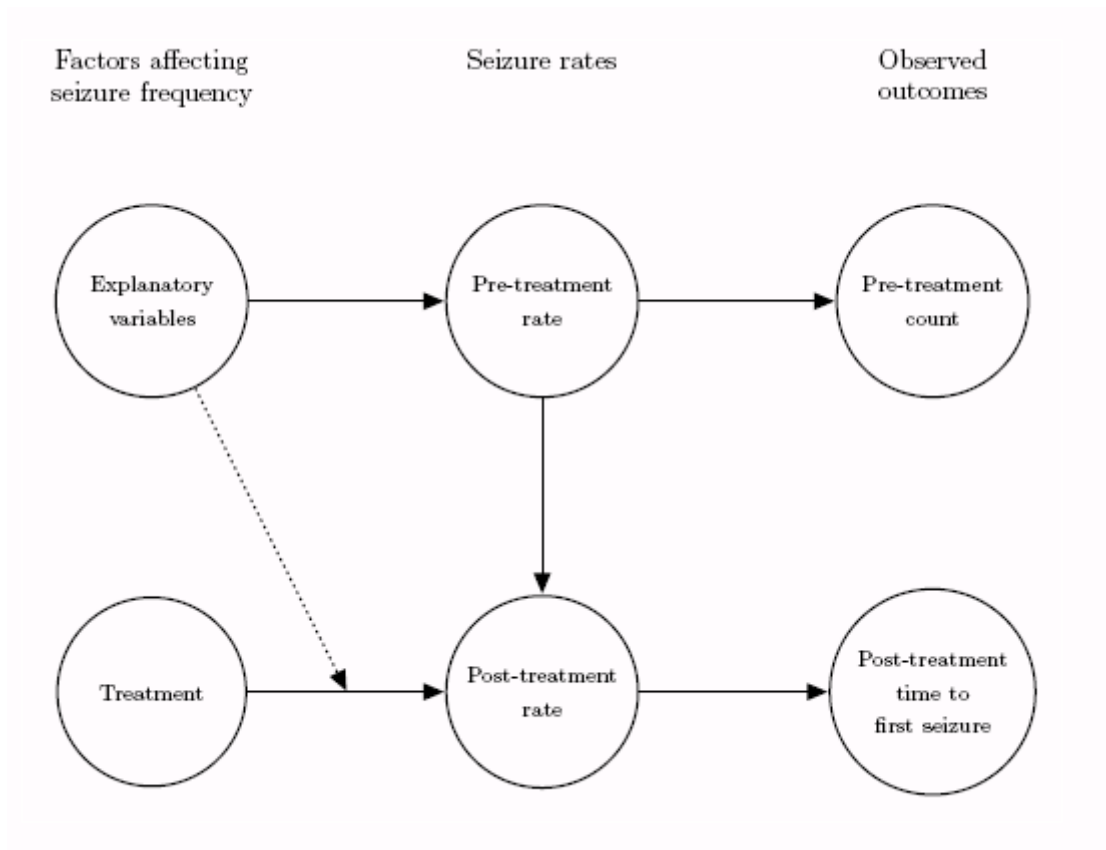 Factors affecting
seizure frequency
Seizure rates
Observed
outcomes
Explanatory
variables
Pre-treatment
rate
Pre-treatment
count
Treatment
Post-treatment
rate
Post-treatment
time to
first seizure